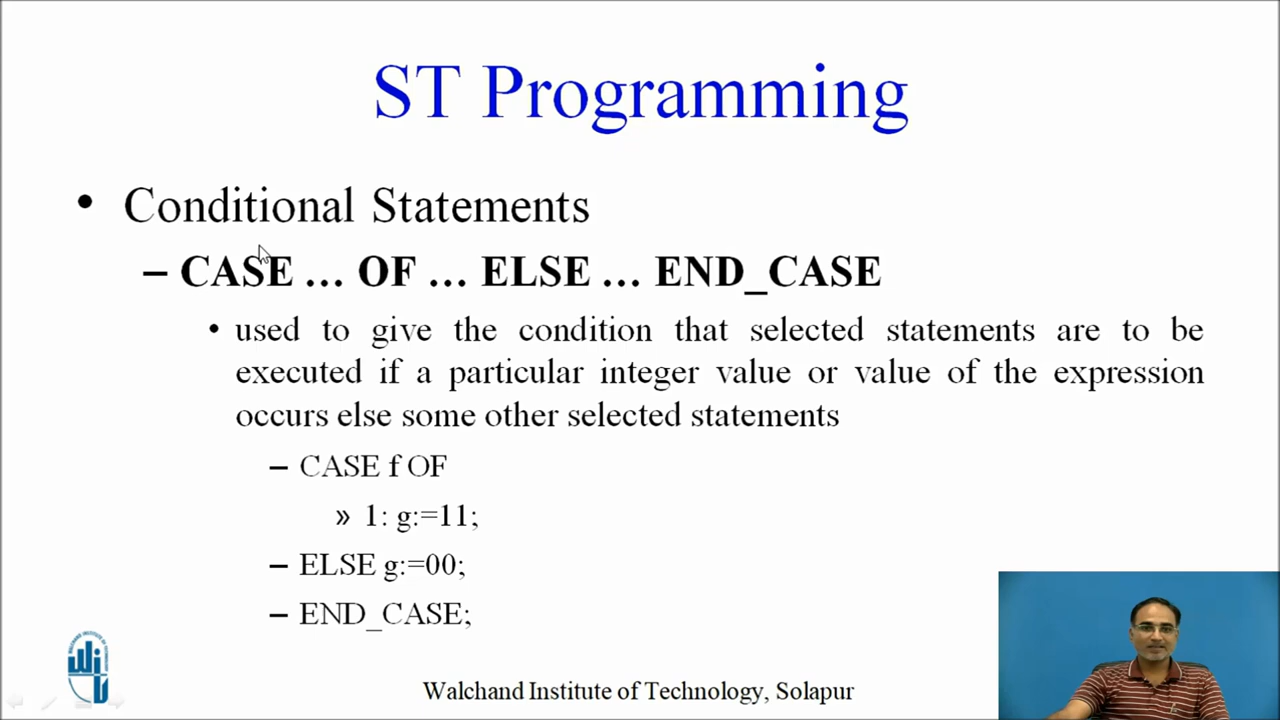 ST Programming
• Conditional Statements
– CASE … OF … ELSE … END_CASE
• used to give the condition that selected statements are to be
executed if a particular integer value or value of the expression
occurs else some other selected statements
– CASE f OF
» 1: g:=11;
– ELSE g:=00;
– END_CASE;
Walchand Institute of Technology, Solapur